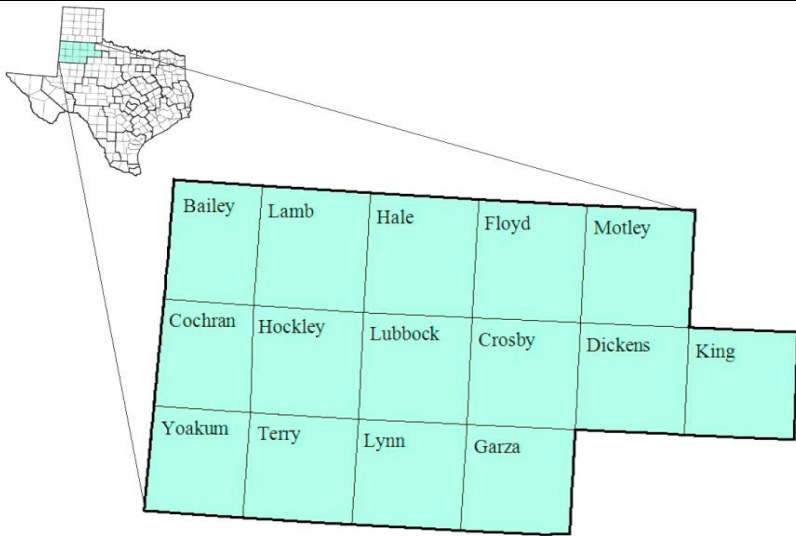 Bailey Lamb Hale Floyd Motley
Cochran Hockley Lubbock Crosby Dickens King
Yoakum Terry Lynn Garza